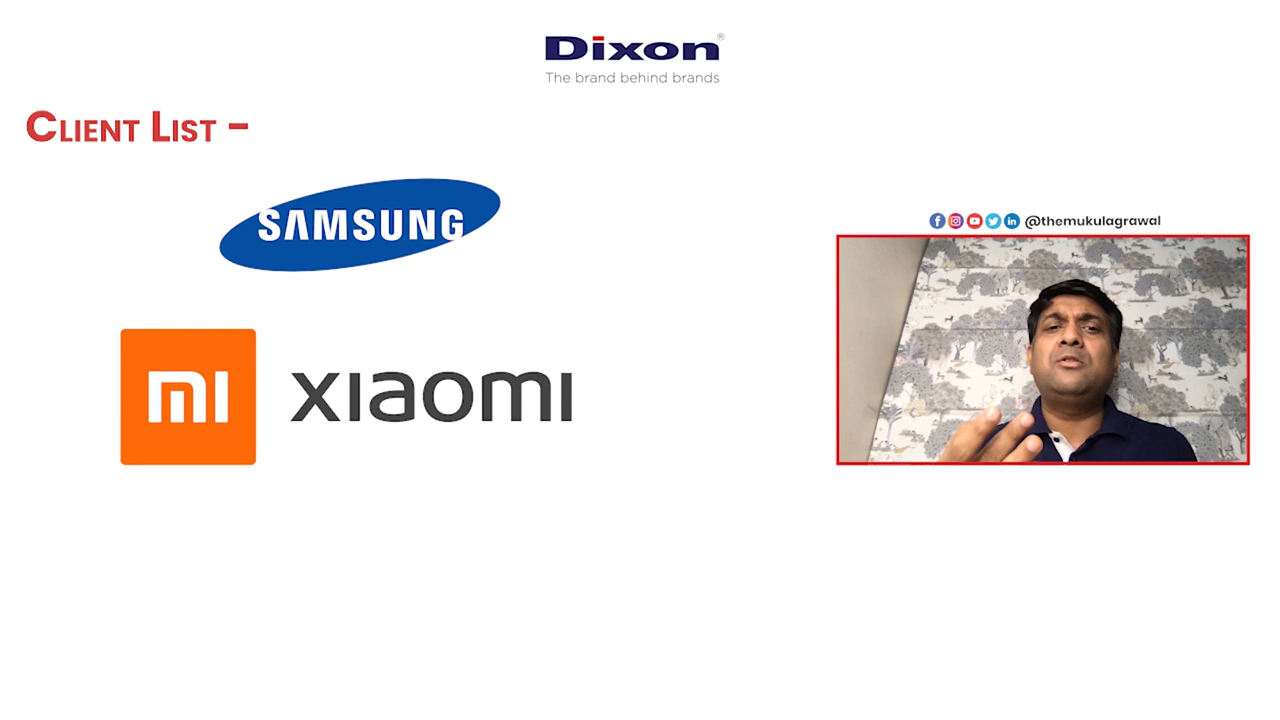 Dixon®
The brand behind brands
Client List -
SAMSUNG
mi xiaomi
@themukulagrawal